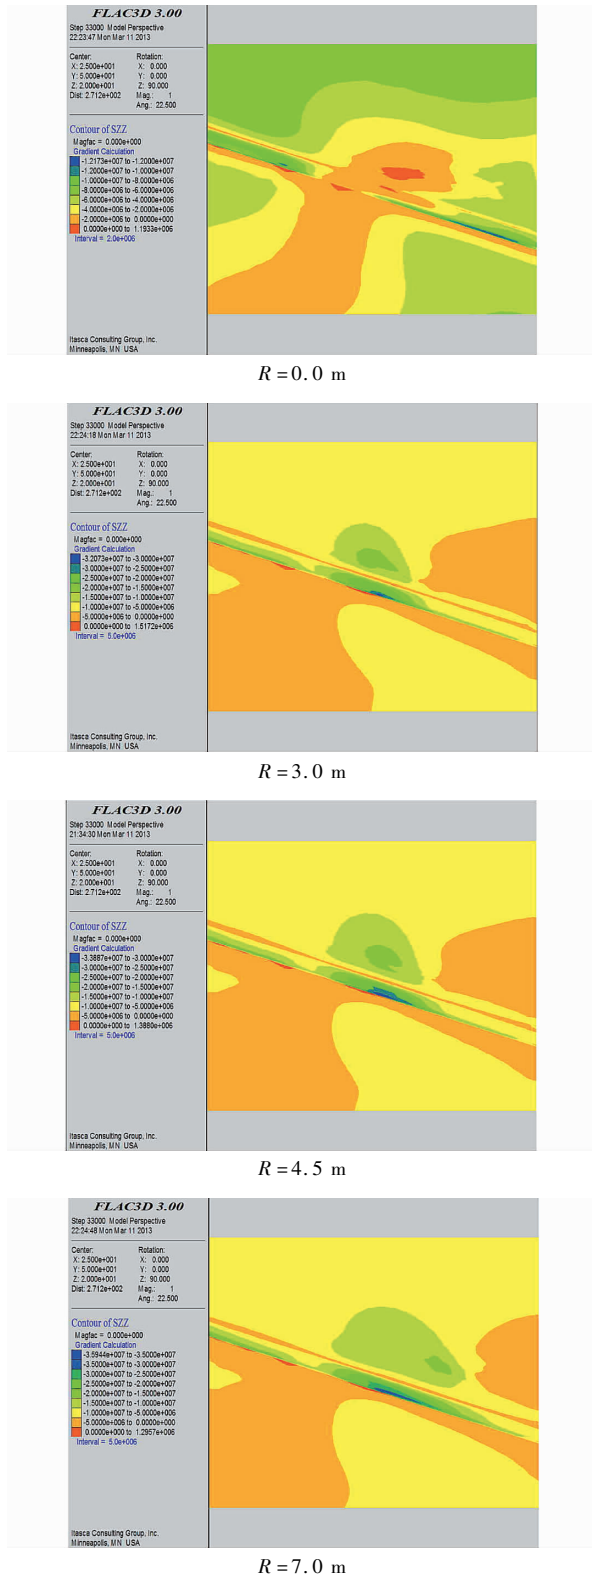 FLAC3D 3.00
Step 33000 Model Perspective
22:23:47 Mon Mar 11 2013
Center: Rotation:
X: 2.500e+001 X: 0.000
Y: 5.000e+001 Y: 0.000
Z: 2.000e+001 Z: 90.000
Dist: 2.712e+002 Mag.: 1
Ang.: 22.500
Contour of SZZ
Magfac = 0.000e+000
Gradient Calculation
-1.2173e+007 to -1.2000e+007
-1.2000e+007 to -1.0000e+007
-1.0000e+007 to -8.0000e+006
-8.0000e+006 to -6.0000e+006
-6.0000e+006 to -4.0000e+006
-4.0000e+006 to -2.0000e+006
-2.0000e+006 to 0.0000e+000
0.0000e+000 to 1.1933e+006
Interval = 2.0e+006
Itasca Consulting Group, Inc.
Minneapolis, MN USA
R=0.0 m
FLAC3D 3.00
Step 33000 Model Perspective
22:24:18 Mon Mar 11 2013
Center: Rotation:
X: 2.500e+001 X: 0.000
Y: 5.000e+001 Y: 0.000
Z: 2.000e+001 Z: 90.000
Dist: 2.712e+002 Mag.: 1
Ang.: 22.500
Contour of SZZ
Magfac = 0.000e+000
Gradient Calculation
-3.2073e+007 to -3.0000e+007
-3.0000e+007 to -2.5000e+007
-2.5000e+007 to -2.0000e+007
-2.0000e+007 to -1.5000e+007
-1.5000e+007 to -1.0000e+007
-1.0000e+007 to -5.0000e+006
-5.0000e+006 to 0.0000e+000
0.0000e+000 to 1.5172e+006
Interval = 5.0e+006
Itasca Consulting Group, Inc.
Minneapolis, MN USA
R=3.0 m
FLAC3D 3.00
Step 33000 Model Perspective
21:34:30 Mon Mar 11 2013
Center: Rotation:
X: 2.500e+001 X: 0.000
Y: 5.000e+001 Y: 0.000
Z: 2.000e+001 Z: 90.000
Dist: 2.712e+002 Mag.: 1
Ang.: 22.500
Contour of SZZ
Magfac = 0.000e+000
Gradient Calculation
-3.3887e+007 to -3.0000e+007
-3.0000e+007 to -2.5000e+007
-2.5000e+007 to -2.0000e+007
-2.0000e+007 to -1.5000e+007
-1.5000e+007 to -1.0000e+007
-1.0000e+007 to -5.0000e+006
-5.0000e+006 to 0.0000e+000
0.0000e+000 to 1.3880e+006
Interval = 5.0e+006
Itasca Consulting Group, Inc.
Minneapolis, MN USA
R=4.5 m
FLAC3D 3.00
Step 33000 Model Perspective
22:24:48 Mon Mar 11 2013
Center: Rotation:
X: 2.500e+001 X: 0.000
Y: 5.000e+001 Y: 0.000
Z: 2.000e+001 Z: 90.000
Dist: 2.712e+002 Mag.: 1
Ang.: 22.500
Contour of SZZ
Magfac = 0.000e+000
Gradient Calculation
-3.5944e+007 to -3.5000e+007
-3.5000e+007 to -3.0000e+007
-3.0000e+007 to -2.5000e+007
-2.5000e+007 to -2.0000e+007
-2.0000e+007 to -1.5000e+007
-1.5000e+007 to -1.0000e+007
-1.0000e+007 to -5.0000e+006
-5.0000e+006 to 0.0000e+000
0.0000e+000 to 1.2957e+006
Interval = 5.0e+006
Itasca Consulting Group, Inc.
Minneapolis, MN USA
R=7.0 m